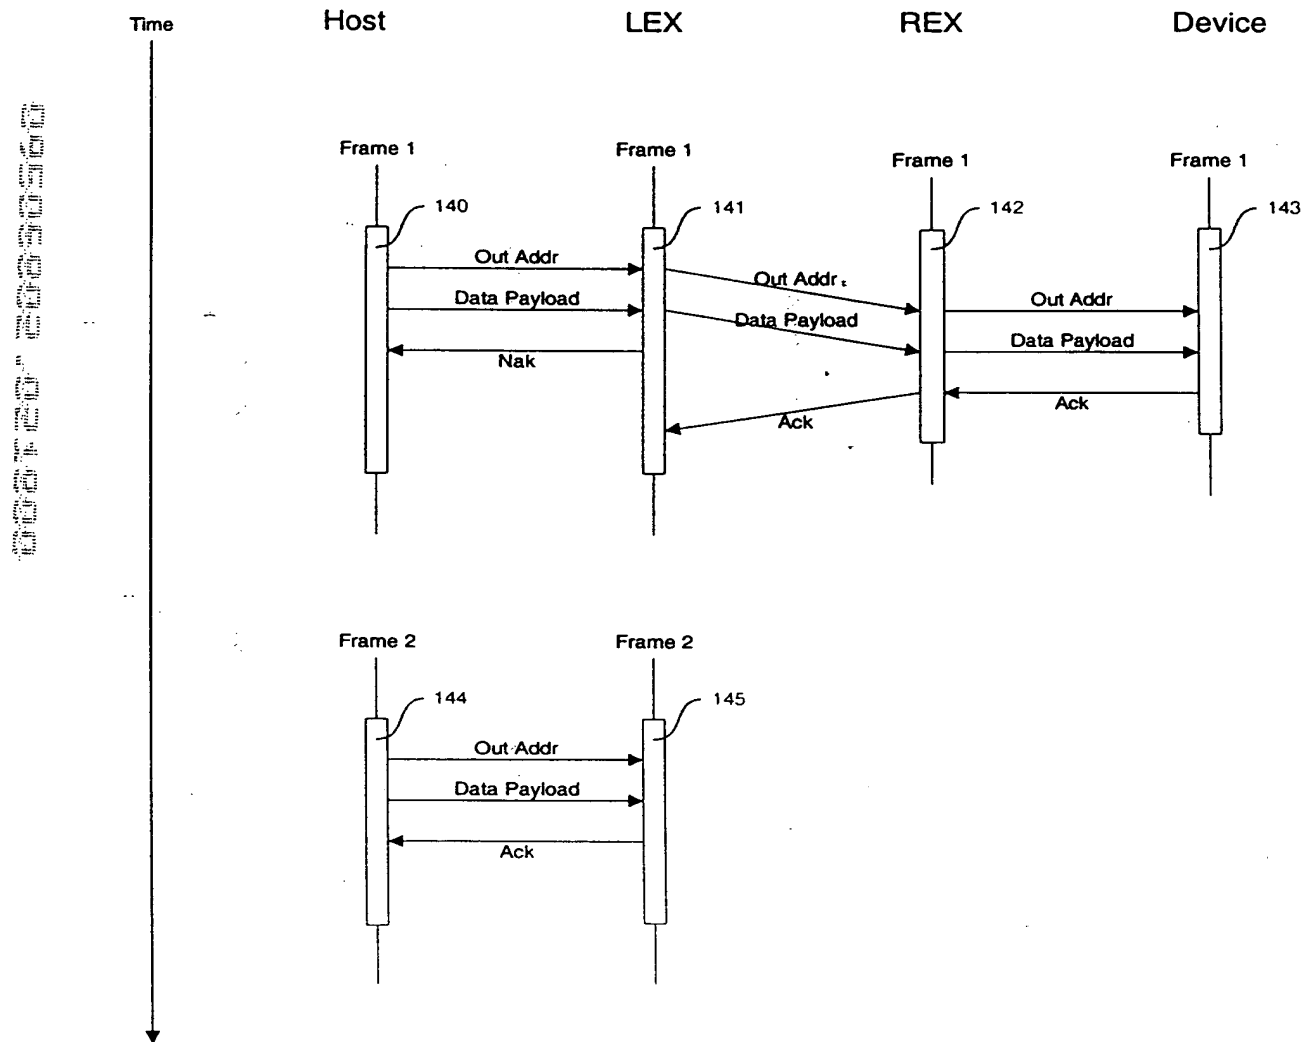 Time Host LEX REX Device
Frame 1 Frame 1 Frame 1 Frame 1
140 141 142 143
Out Addr Out Addr Out Addr
Data Payload Data Payload Data Payload
Nak Ack Ack
Frame 2 Frame 2
144 145
Out Addr
Data Payload
Ack